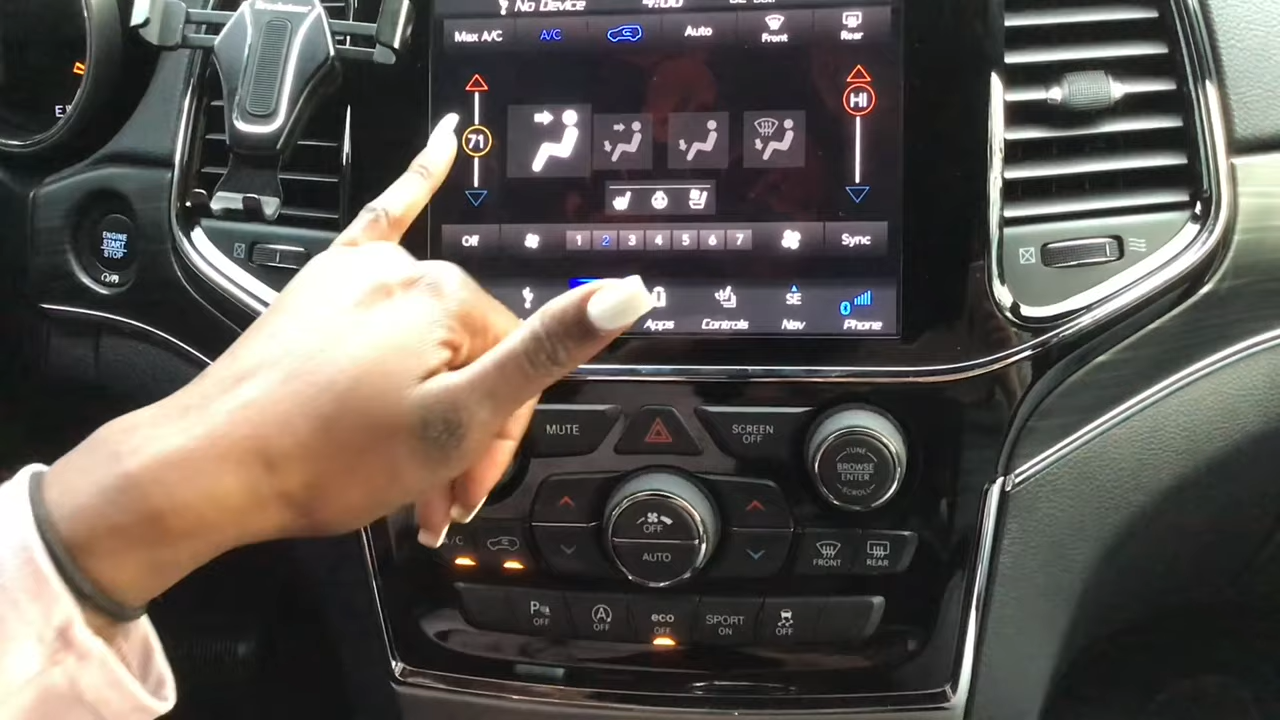 No Device
4:00
Max A/C
A/C
Auto
Front
Rear
71
HI
Off
1 2 3 4 5 6 7
Sync
Apps
Controls
SE
Nav
Phone
E
ENGINE
START
STOP
MUTE
SCREEN
OFF
TUNE
BROWSE
ENTER
SCROLL
OFF
AUTO
A/C
FRONT
REAR
P
OFF
A
OFF
eco
OFF
SPORT
ON
OFF